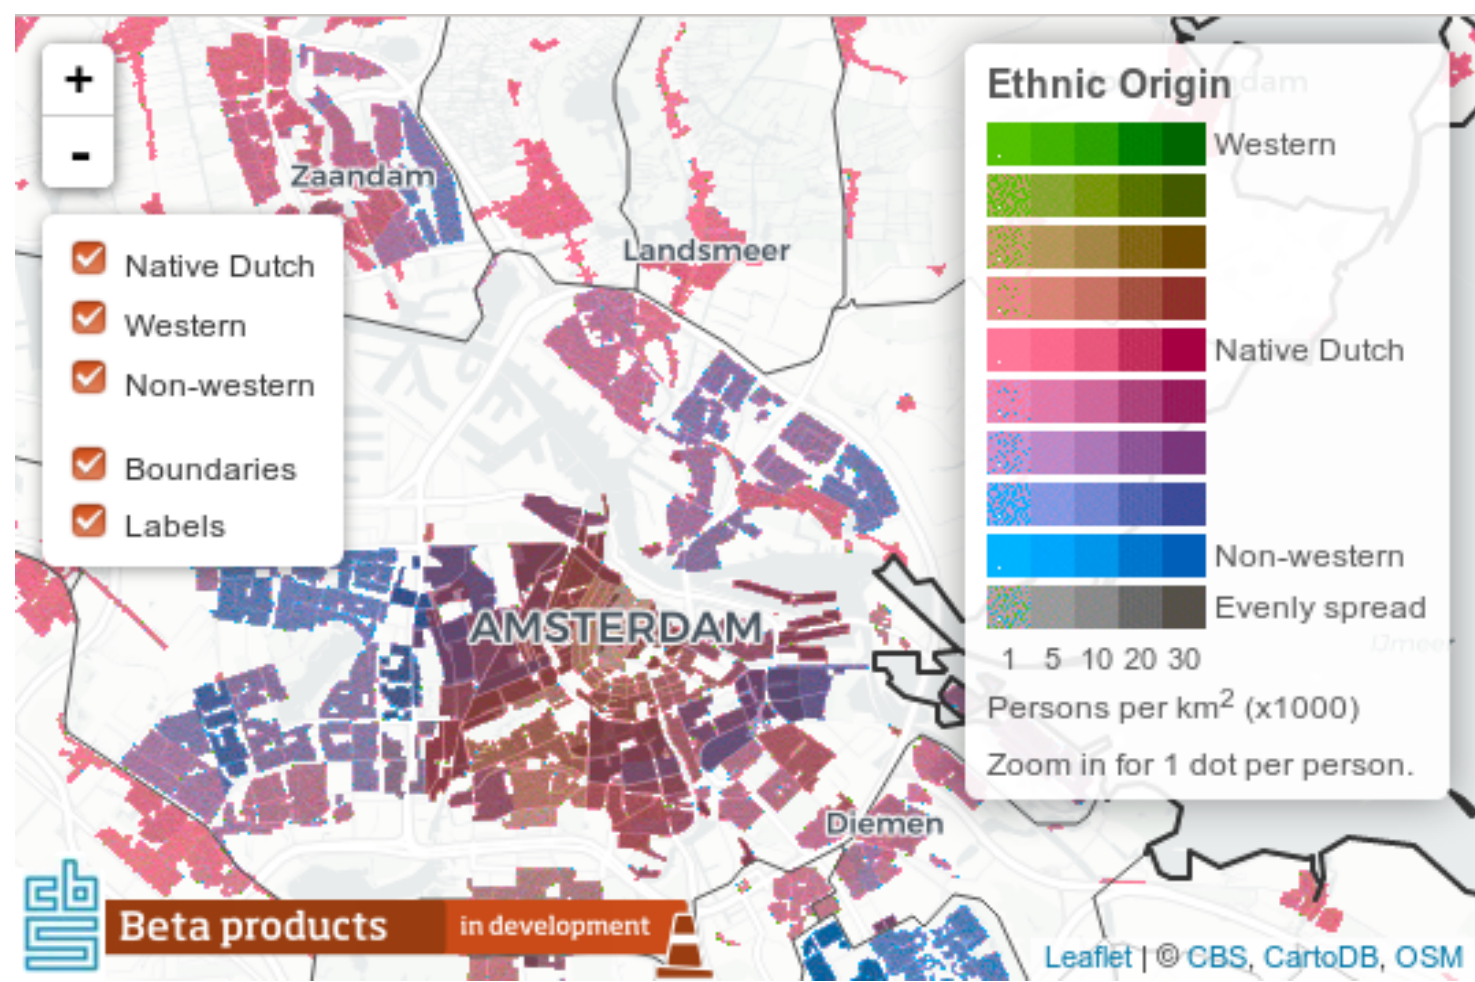 +
-
Native Dutch
Western
Non-western
Boundaries
Labels
Zaandam
Landsmeer
AMSTERDAM
Diemen
IJmeer
Ethnic Origin
Western
Native Dutch
Non-western
Evenly spread
1 5 10 20 30
Persons per km² (x1000)
Zoom in for 1 dot per person.
cbs
Beta products
in development
Leaflet | © CBS, CartoDB, OSM